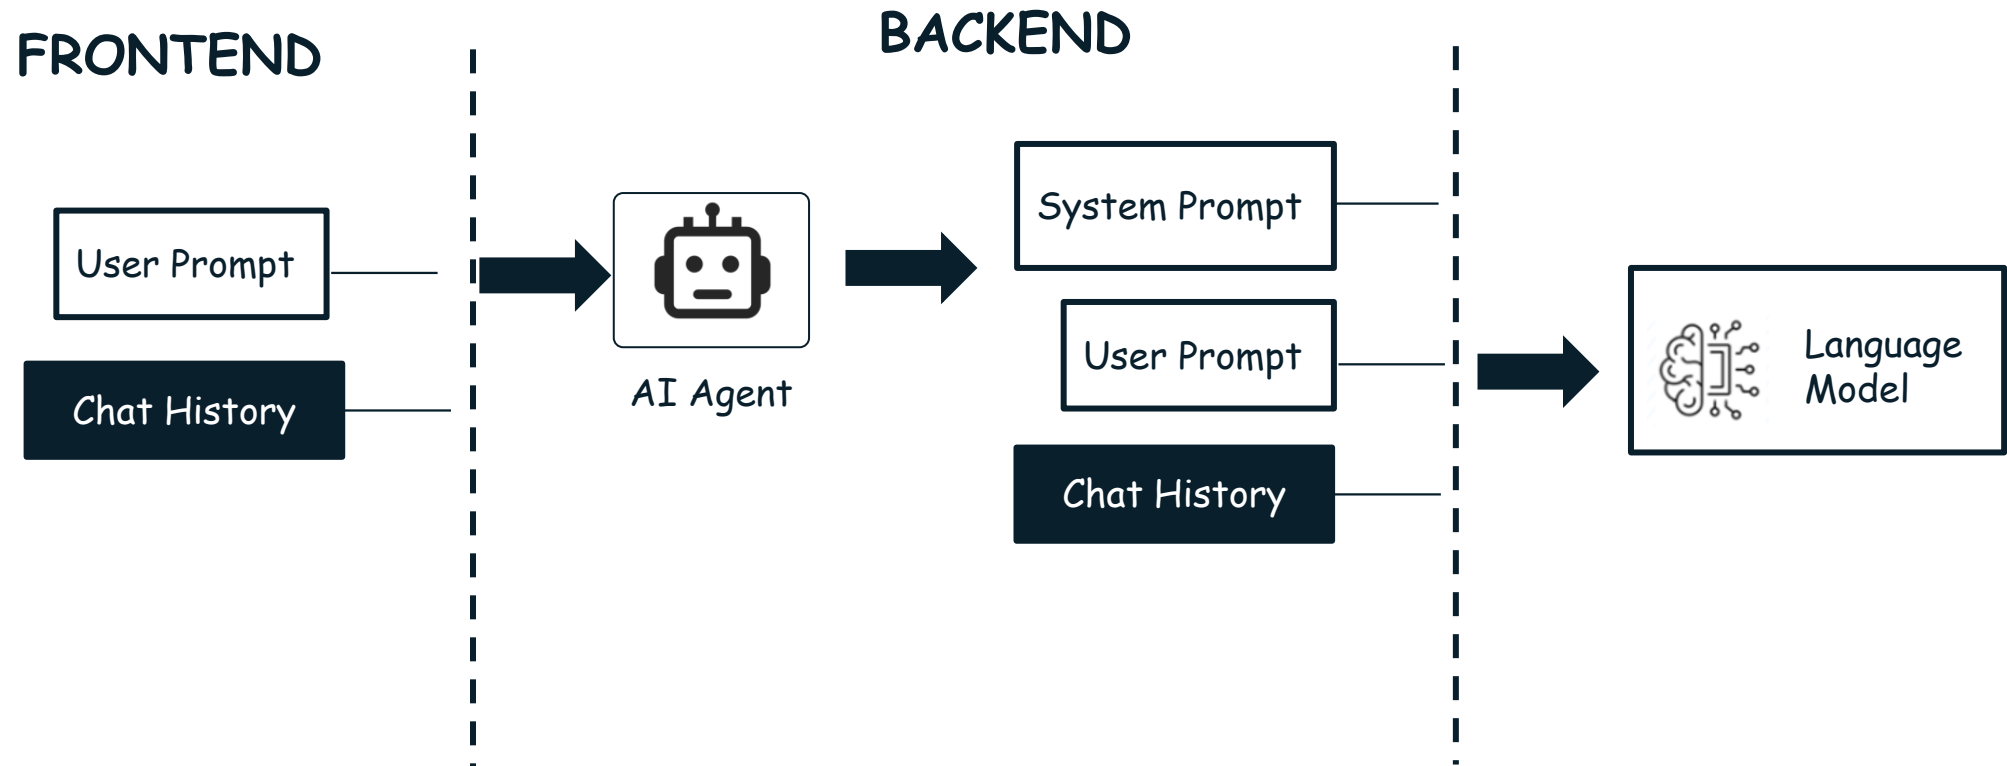 FRONTEND
BACKEND
User Prompt
Chat History
AI Agent
System Prompt
User Prompt
Chat History
Language
Model